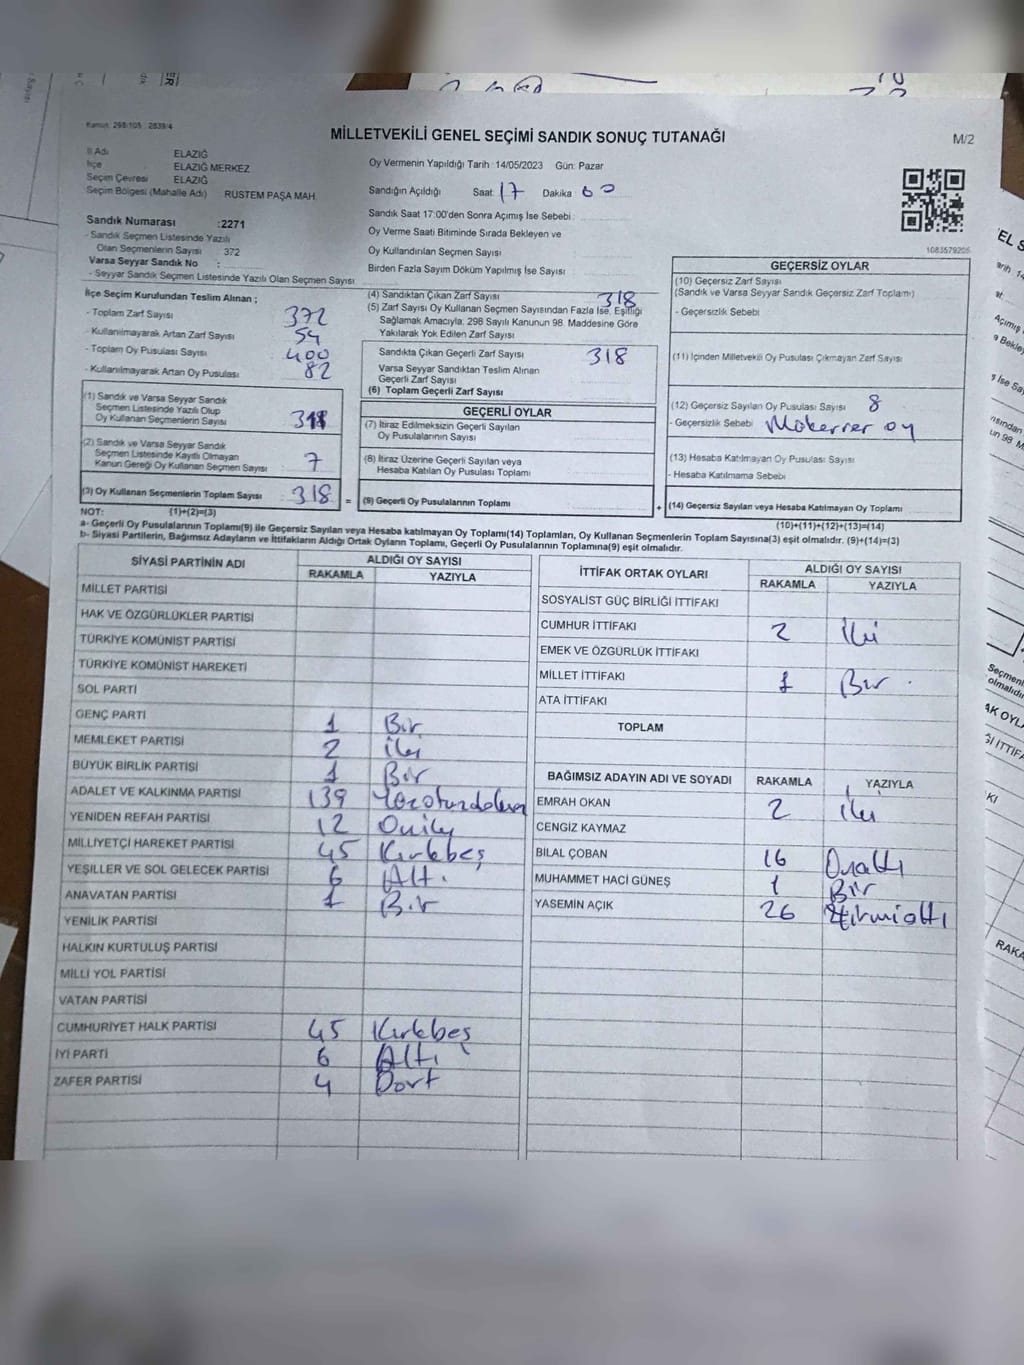 Kanun: 298/105 : 2839/4
MİLLETVEKİLİ GENEL SEÇİMİ SANDIK SONUÇ TUTANAĞI
M/2
İl Adı ELAZIĞ
İlçe ELAZIĞ MERKEZ
Seçim Çevresi ELAZIĞ
Seçim Bölgesi (Mahalle Adı) RÜSTEM PAŞA MAH.
Sandık Numarası :2271
- Sandık Seçmen Listesinde Yazılı
Olan Seçmenlerin Sayısı : 372
Varsa Seyyar Sandık No :
- Seyyar Sandık Seçmen Listesinde Yazılı Olan Seçmen Sayısı
Oy Vermenin Yapıldığı Tarih : 14/05/2023 Gün: Pazar
Sandığın Açıldığı Saat 17 Dakika 60
Sandık Saat 17:00'den Sonra Açımış İse Sebebi
Oy Verme Saati Bitiminde Sırada Bekleyen ve
Oy Kullandırılan Seçmen Sayısı
Birden Fazla Sayım Döküm Yapılmış İse Sayısı
1083579205
İlçe Seçim Kurulundan Teslim Alınan ;
- Toplam Zarf Sayısı 372
- Kullanılmayarak Artan Zarf Sayısı 54
- Toplam Oy Pusulası Sayısı 400
- Kullanılmayarak Artan Oy Pusulası 82
(1) Sandık ve Varsa Seyyar Sandık
Seçmen Listesinde Yazılı Olup
Oy Kullanan Seçmenlerin Sayısı
(2) Sandık ve Varsa Seyyar Sandık
Seçmen Listesinde Kayıtlı Olmayan
Kanun Gereği Oy Kullanan Seçmen Sayısı : 7
(3) Oy Kullanan Seçmenlerin Toplam Sayısı : 318 =
(4) Sandıktan Çıkan Zarf Sayısı 318
(5) Zarf Sayısı Oy Kullanan Seçmen Sayısından Fazla İse, Eşitliği
Sağlamak Amacıyla, 298 Sayılı Kanunun 98 Maddesine Göre
Yakılarak Yok Edilen Zarf Sayısı
Sandıkta Çıkan Geçerli Zarf Sayısı 318
Varsa Seyyar Sandıktan Teslim Alınan
Geçerli Zarf Sayısı
(6) Toplam Geçerli Zarf Sayısı
GEÇERLİ OYLAR
(7) İtiraz Edilmeksizin Geçerli Sayılan
Oy Pusulalarının Sayısı
(8) İtiraz Üzerine Geçerli Sayılan veya
Hesaba Katılan Oy Pusulası Toplamı
(9) Geçerli Oy Pusulalarının Toplamı +
GEÇERSİZ OYLAR
(10) Geçersiz Zarf Sayısı
(Sandık ve Varsa Seyyar Sandık Geçersiz Zarf Toplamı)
- Geçersizlik Sebebi
(11) İçinden Milletvekili Oy Pusulası Çıkmayan Zarf Sayısı
(12) Geçersiz Sayılan Oy Pusulası Sayısı 8
- Geçersizlik Sebebi Mükerrer oy
(13) Hesaba Katılmayan Oy Pusulası Sayısı
- Hesaba Katılmama Sebebi
(14) Geçersiz Sayılan veya Hesaba Katılmayan Oy Toplamı
NOT: (1)+(2)=(3) (10)+(11)+(12)+(13)=(14)
a- Geçerli Oy Pusulalarının Toplamı(9) ile Geçersiz Sayılan veya Hesaba katılmayan Oy Toplamı(14) Toplamları, Oy Kullanan Seçmenlerin Toplam Sayısına(3) eşit olmalıdır. (9)+(14)=(3)
b- Siyasi Partilerin, Bağımsız Adayların ve İttifakların Aldığı Ortak Oyların Toplamı, Geçerli Oy Pusulalarının Toplamına(9) eşit olmalıdır.
SİYASİ PARTİNİN ADI ALDIĞI OY SAYISI
RAKAMLA YAZIYLA
MİLLET PARTİSİ
HAK VE ÖZGÜRLÜKLER PARTİSİ
TÜRKİYE KOMÜNİST PARTİSİ
TÜRKİYE KOMÜNİST HAREKETİ
SOL PARTİ
GENÇ PARTİ 1 Bir
MEMLEKET PARTİSİ 2 iki
BÜYÜK BİRLİK PARTİSİ 1 Bir
ADALET VE KALKINMA PARTİSİ 139 Yüzotuzdokuz
YENİDEN REFAH PARTİSİ 12 Oniki
MİLLİYETÇİ HAREKET PARTİSİ 45 Kırkbeş
YEŞİLLER VE SOL GELECEK PARTİSİ 6 Altı
ANAVATAN PARTİSİ 1 Bir
YENİLİK PARTİSİ
HALKIN KURTULUŞ PARTİSİ
MİLLİ YOL PARTİSİ
VATAN PARTİSİ
CUMHURİYET HALK PARTİSİ 45 Kırkbeş
İYİ PARTİ 6 Altı
ZAFER PARTİSİ 4 Dört
İTTİFAK ORTAK OYLARI ALDIĞI OY SAYISI
RAKAMLA YAZIYLA
SOSYALİST GÜÇ BİRLİĞİ İTTİFAKI
CUMHUR İTTİFAKI 2 İki
EMEK VE ÖZGÜRLÜK İTTİFAKI
MİLLET İTTİFAKI 1 Bir
ATA İTTİFAKI
TOPLAM
BAĞIMSIZ ADAYIN ADI VE SOYADI RAKAMLA YAZIYLA
EMRAH OKAN 2 iki
CENGİZ KAYMAZ
BİLAL ÇOBAN 16 Onaltı
MUHAMMET HACİ GÜNEŞ 1 Bir
YASEMİN AÇIK 26 Yirmialtı